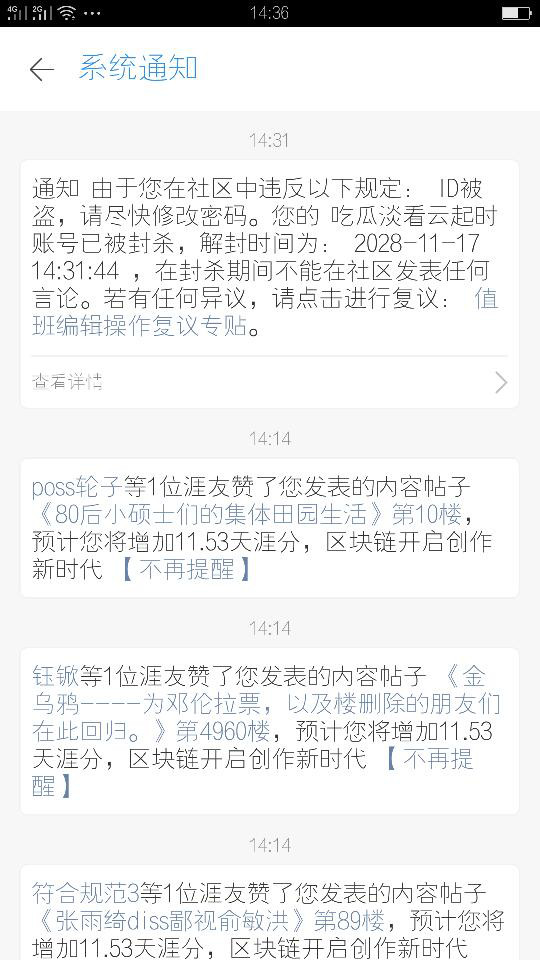 4G 2G 14:36
系统通知
14:31
通知 由于您在社区中违反以下规定： ID被
盗，请尽快修改密码。您的 吃瓜淡看云起时
账号已被封杀，解封时间为： 2028-11-17
14:31:44 ，在封杀期间不能在社区发表任何
言论。若有任何异议，请点击进行复议： 值
班编辑操作复议专贴。
查看详情
14:14
poss轮子等1位涯友赞了您发表的内容帖子
《80后小硕士们的集体田园生活》第10楼，
预计您将增加11.53天涯分，区块链开启创作
新时代 【不再提醒】
14:14
钰锨等1位涯友赞了您发表的内容帖子 《金
乌鸦----为邓伦拉票，以及楼删除的朋友们
在此回归。》第4960楼，预计您将增加11.53
天涯分，区块链开启创作新时代 【不再提
醒】
14:14
符合规范3等1位涯友赞了您发表的内容帖子
《张雨绮diss鄙视俞敏洪》第89楼，预计您将
增加11.53天涯分，区块链开启创作新时代